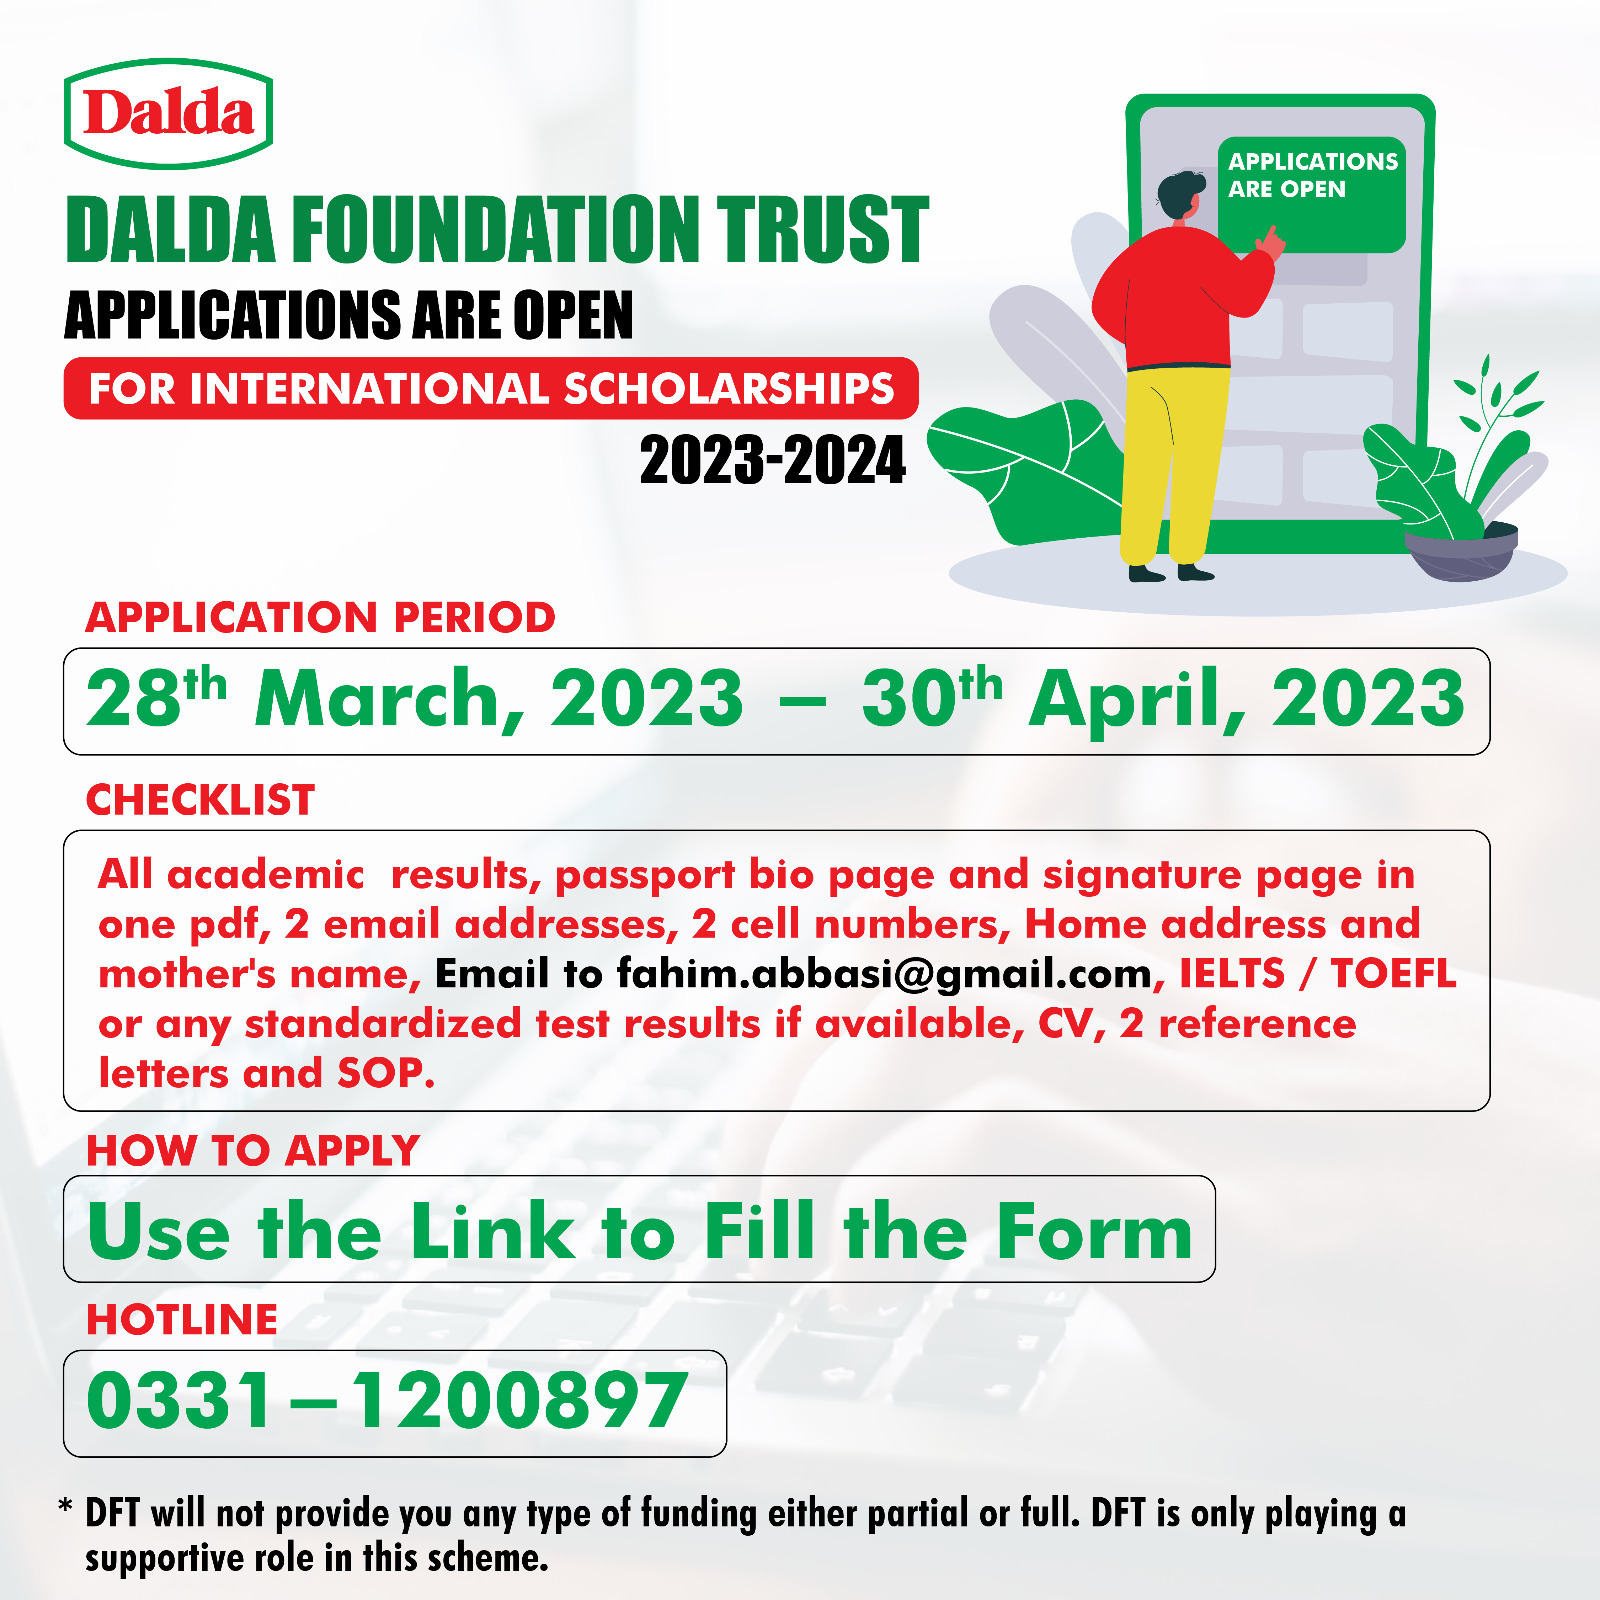 Dalda
DALDA FOUNDATION TRUST
APPLICATIONS ARE OPEN
FOR INTERNATIONAL SCHOLARSHIPS
2023-2024
APPLICATIONS
ARE OPEN
APPLICATION PERIOD
28th March, 2023 – 30th April, 2023
CHECKLIST
All academic results, passport bio page and signature page in
one pdf, 2 email addresses, 2 cell numbers, Home address and
mother's name, Email to fahim.abbasi@gmail.com, IELTS / TOEFL
or any standardized test results if available, CV, 2 reference
letters and SOP.
HOW TO APPLY
Use the Link to Fill the Form
HOTLINE
0331–1200897
* DFT will not provide you any type of funding either partial or full. DFT is only playing a
supportive role in this scheme.